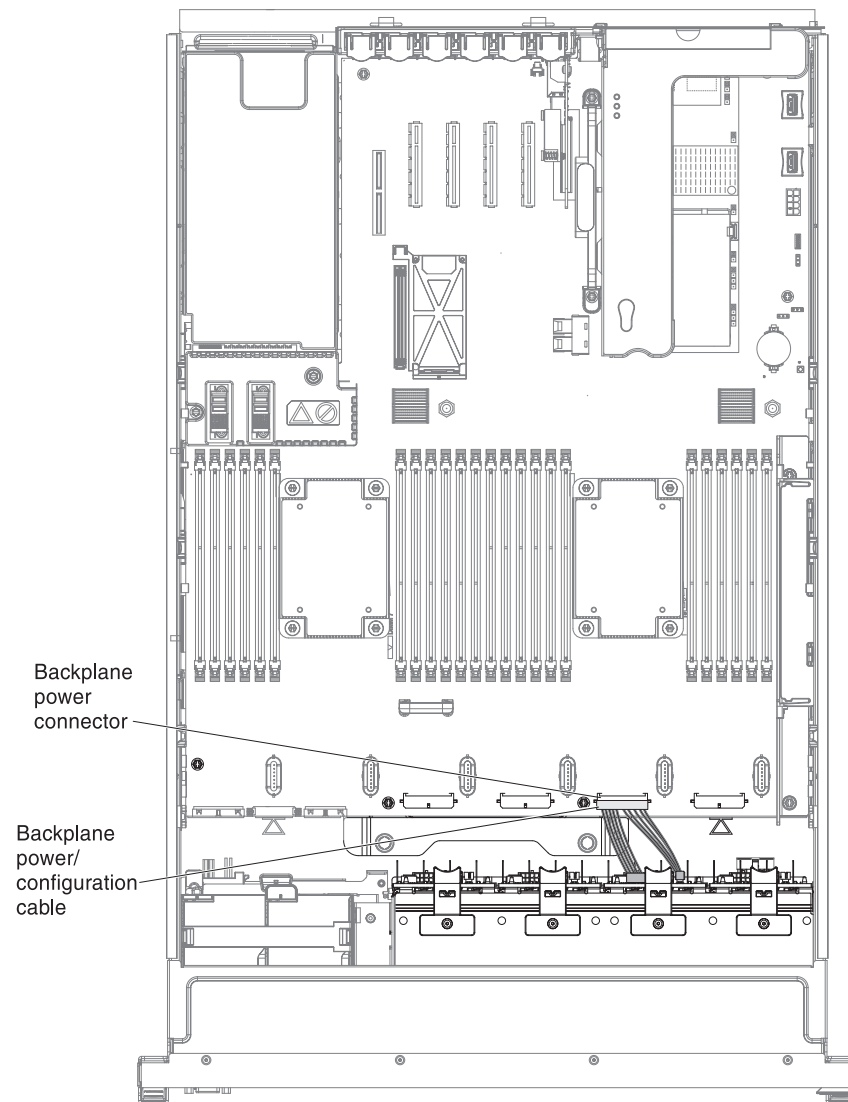 Backplane
power
connector
Backplane
power/
configuration
cable